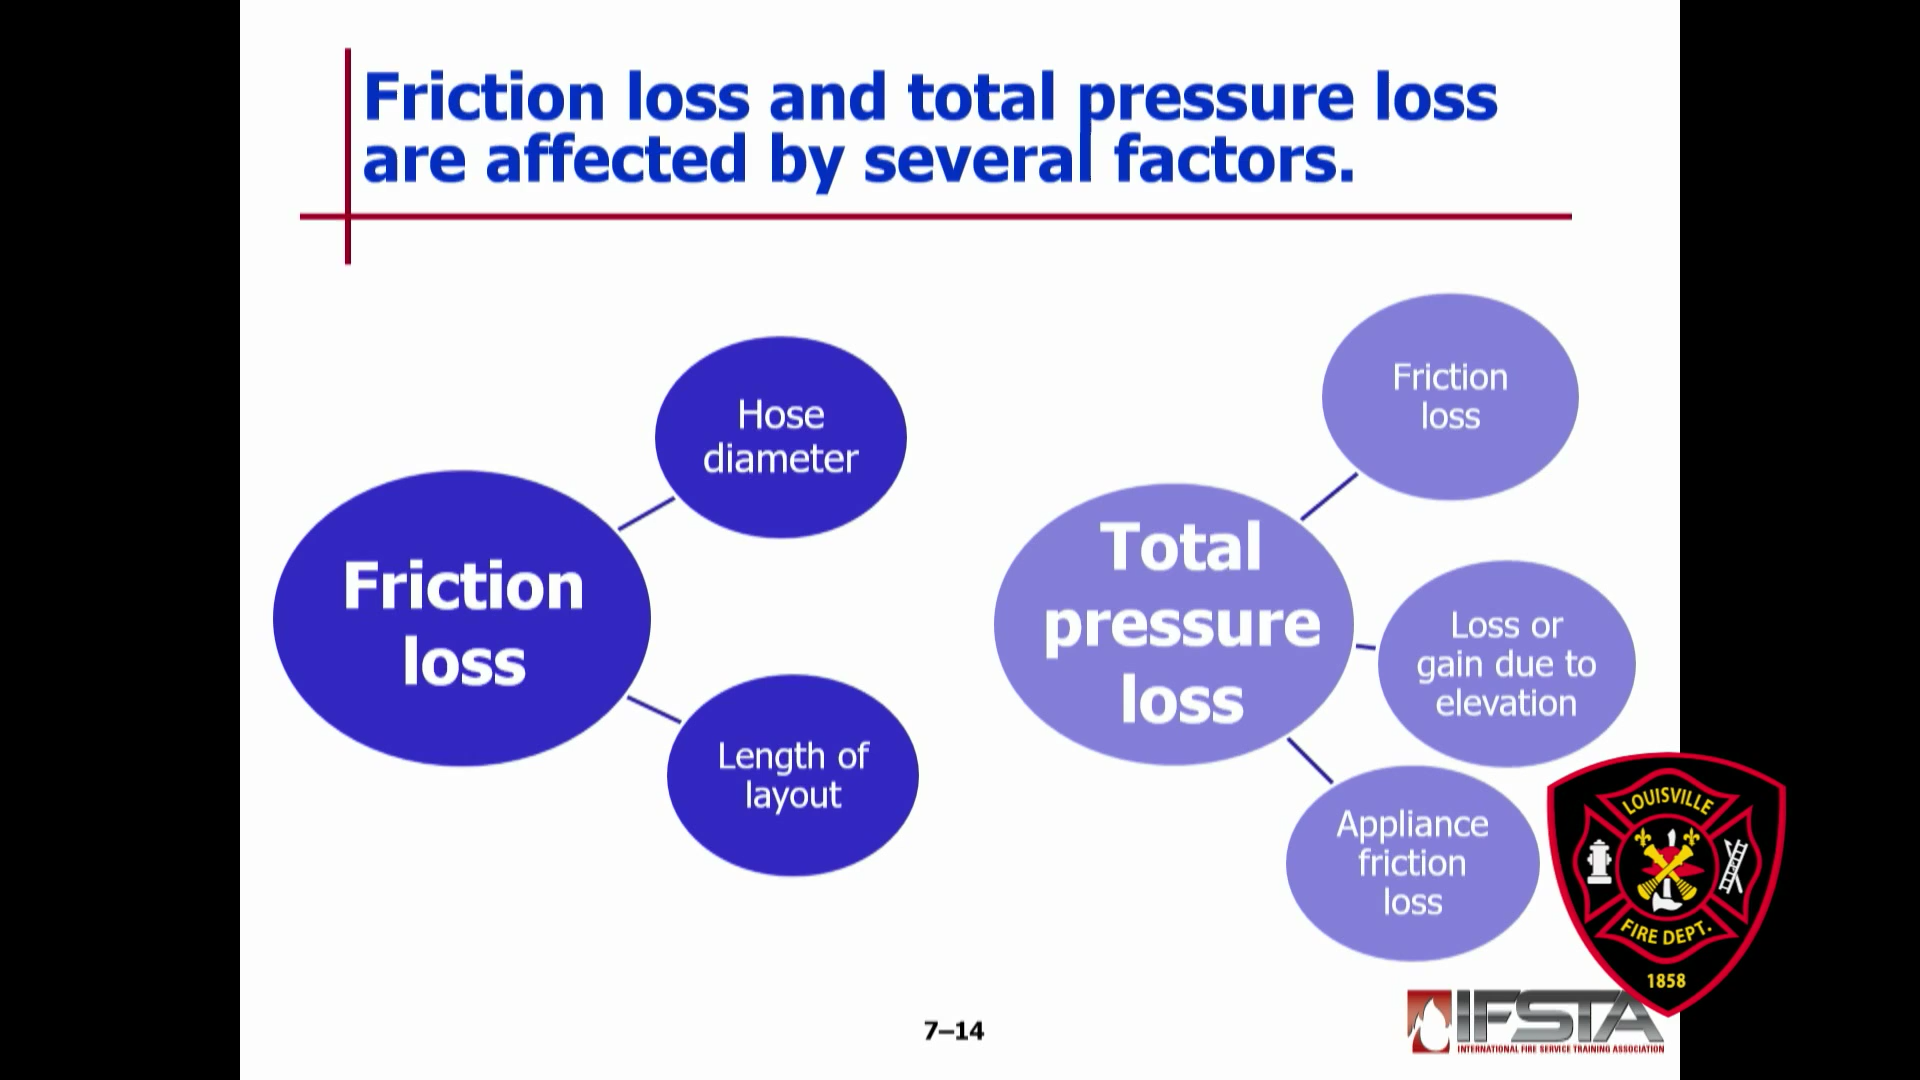 Friction loss and total pressure loss
are affected by several factors.
Hose
diameter
Friction
loss
Length of
layout
Friction
loss
Total
pressure
loss
Loss or
gain due to
elevation
Appliance
friction
loss
LOUISVILLE
FIRE DEPT.
1858
7–14
IFSTA
INTERNATIONAL FIRE SERVICE TRAINING ASSOCIATION